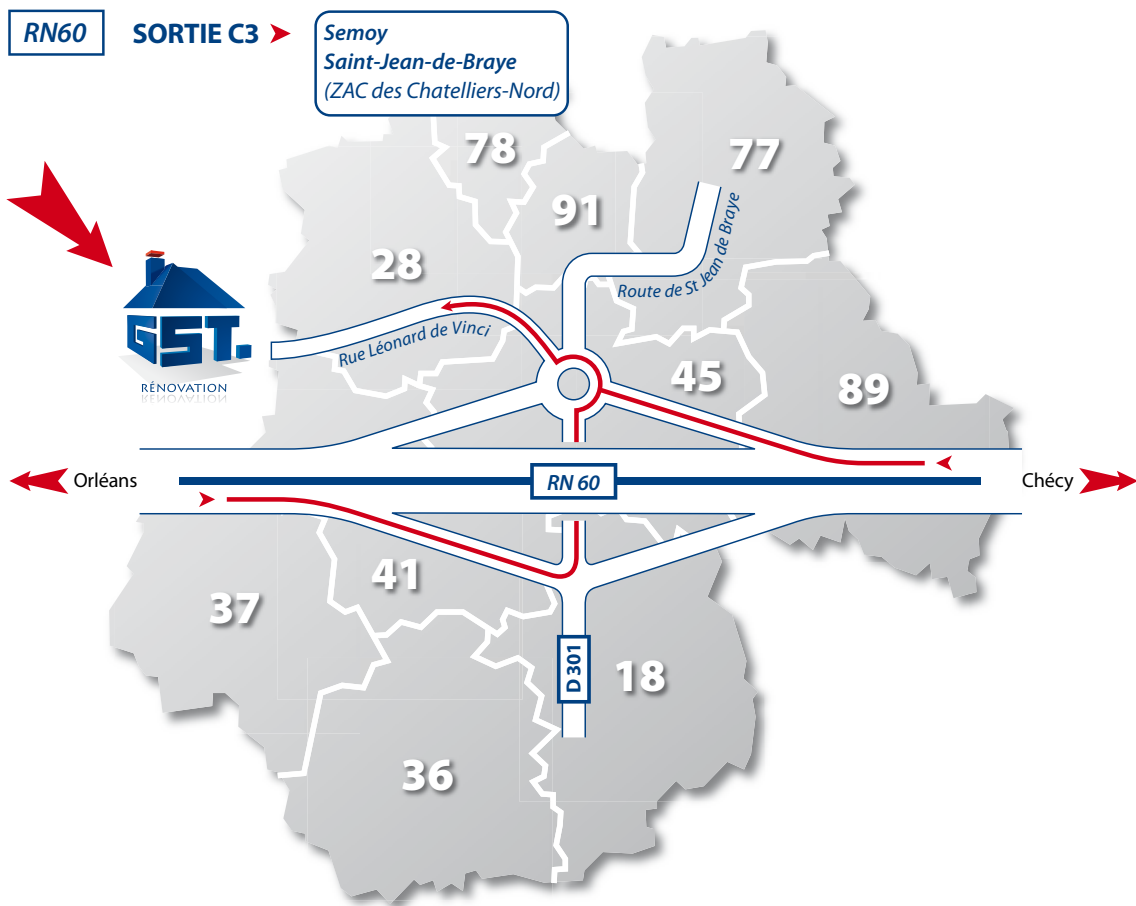 RN60 SORTIE C3
Semoy
Saint-Jean-de-Braye
(ZAC des Chatelliers-Nord)
78
77
91
28
Route de St Jean de Braye
GST.
RÉNOVATION
Rue Léonard de Vinci
45
89
Orléans
RN 60
Chécy
41
37
D 301
18
36